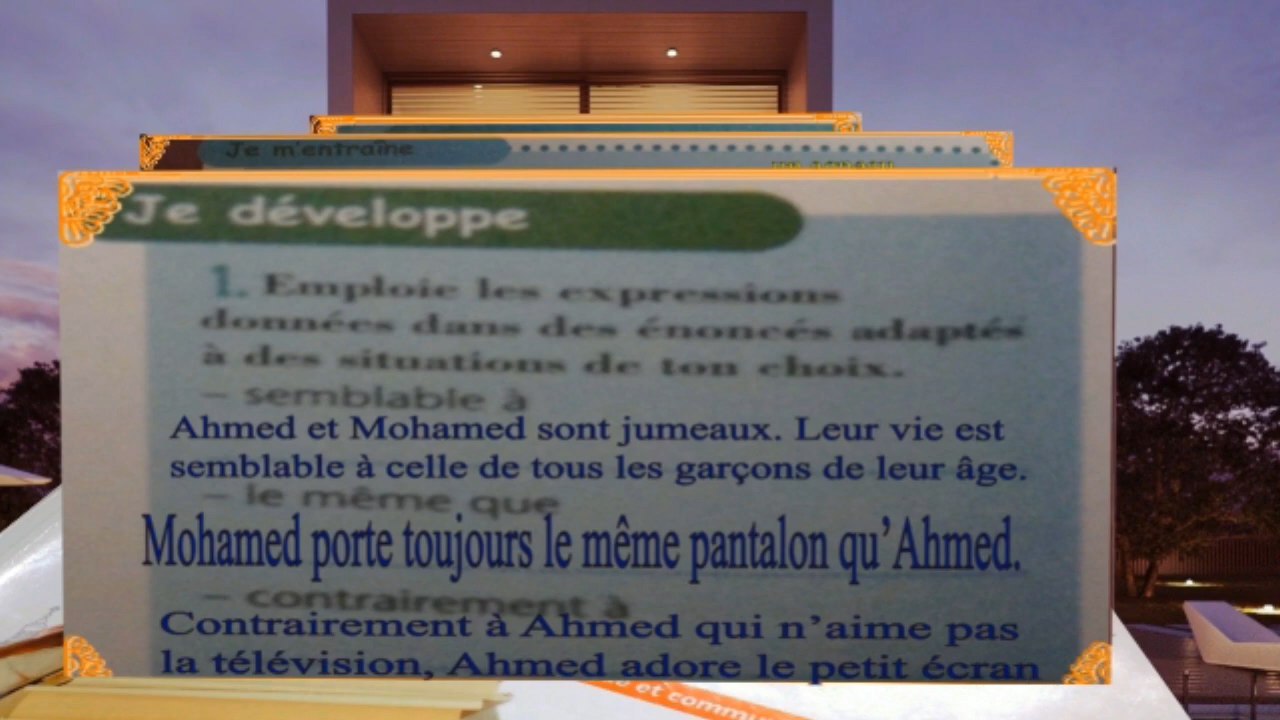 Je m'entraîne
Je développe
1. Emploie les expressions
données dans des énoncés adaptés
à des situations de ton choix.
– semblable à
Ahmed et Mohamed sont jumeaux. Leur vie est
semblable à celle de tous les garçons de leur âge.
– le même que
Mohamed porte toujours le même pantalon qu’Ahmed.
– contrairement à
Contrairement à Ahmed qui n’aime pas
la télévision, Ahmed adore le petit écran
et commu